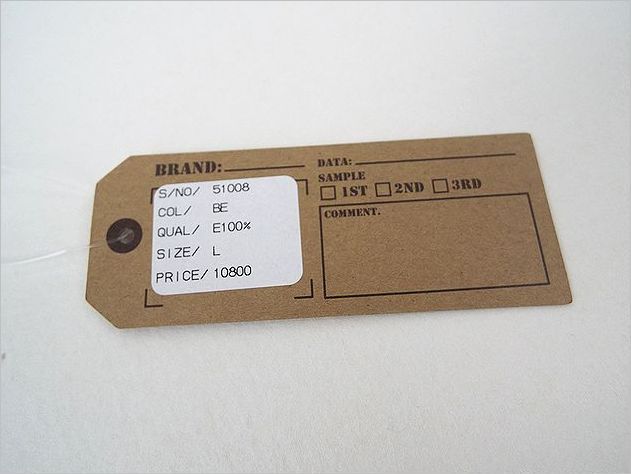 BRAND:
S/NO/ 51008
COL/ BE
QUAL/ E100%
SIZE/ L
PRICE/ 10800
DATA:
SAMPLE
1ST 2ND 3RD
COMMENT.